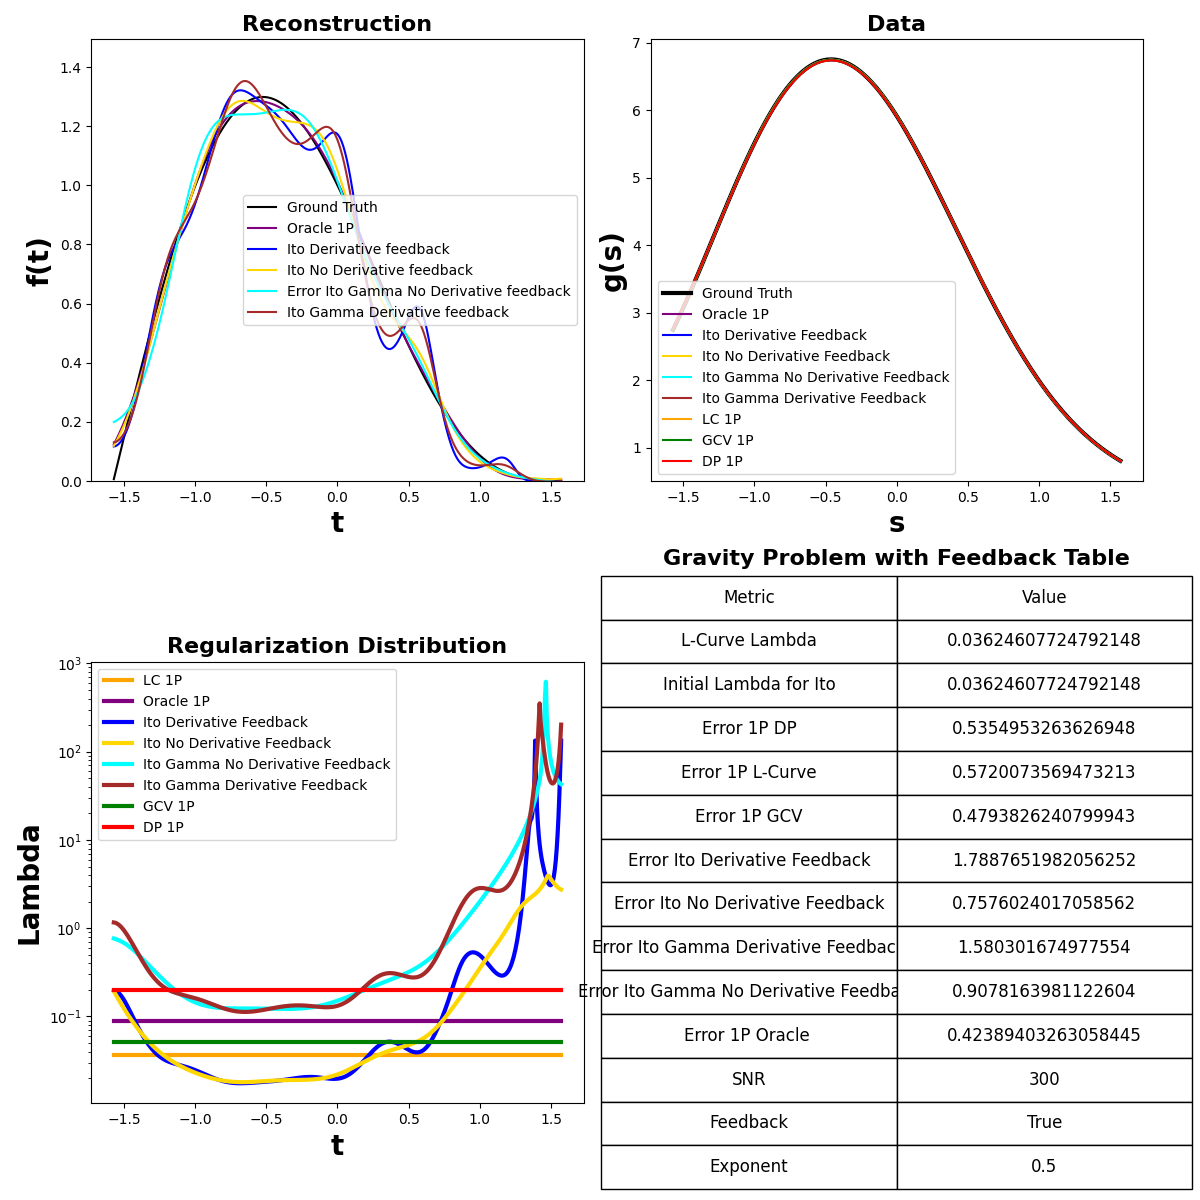 Reconstruction
1.4
1.2
1.0
0.8
0.6
0.4
0.2
0.0
f(t)
Ground Truth
Oracle 1P
Ito Derivative feedback
Ito No Derivative feedback
Error Ito Gamma No Derivative feedback
Ito Gamma Derivative feedback
−1.5 −1.0 −0.5 0.0 0.5 1.0 1.5
t
Data
7
6
5
4
3
2
1
g(s)
Ground Truth
Oracle 1P
Ito Derivative Feedback
Ito No Derivative Feedback
Ito Gamma No Derivative Feedback
Ito Gamma Derivative Feedback
LC 1P
GCV 1P
DP 1P
−1.5 −1.0 −0.5 0.0 0.5 1.0 1.5
s
Regularization Distribution
10³
10²
10¹
10⁰
10⁻¹
Lambda
LC 1P
Oracle 1P
Ito Derivative Feedback
Ito No Derivative Feedback
Ito Gamma No Derivative Feedback
Ito Gamma Derivative Feedback
GCV 1P
DP 1P
−1.5 −1.0 −0.5 0.0 0.5 1.0 1.5
t
Gravity Problem with Feedback Table
Metric Value
L-Curve Lambda 0.03624607724792148
Initial Lambda for Ito 0.03624607724792148
Error 1P DP 0.5354953263626948
Error 1P L-Curve 0.5720073569473213
Error 1P GCV 0.4793826240799943
Error Ito Derivative Feedback 1.7887651982056252
Error Ito No Derivative Feedback 0.7576024017058562
Error Ito Gamma Derivative Feedbac 1.580301674977554
Error Ito Gamma No Derivative Feedba 0.9078163981122604
Error 1P Oracle 0.42389403263058445
SNR 300
Feedback True
Exponent 0.5